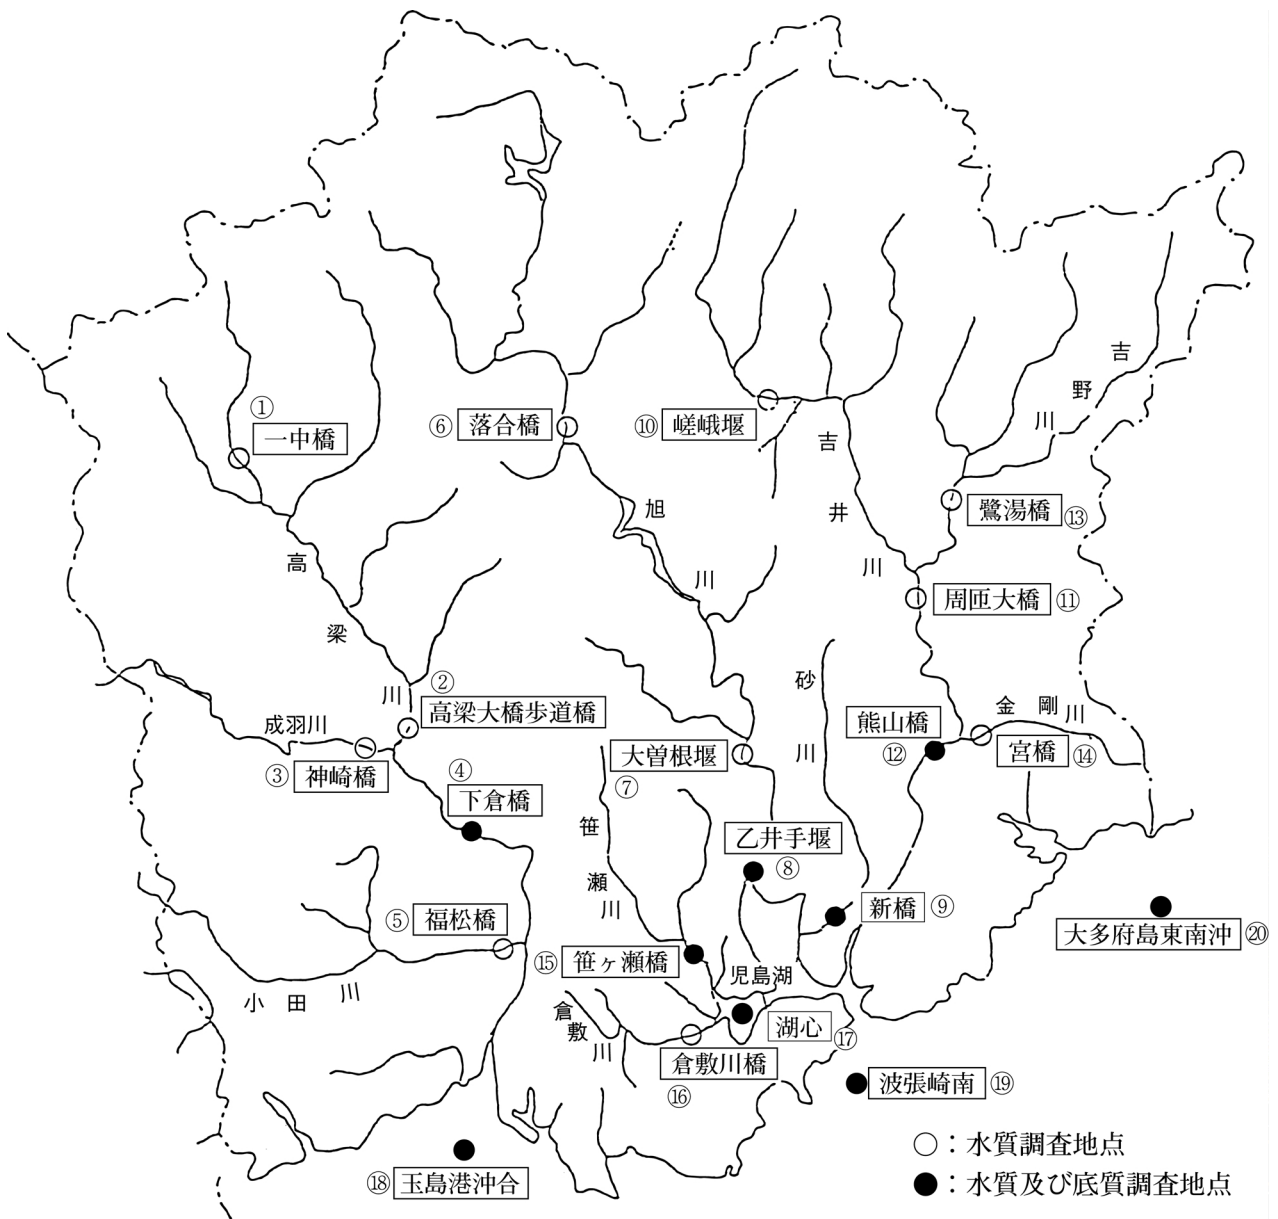 ①
一中橋
⑥
落合橋
⑩
嵯峨堰
吉野川
吉井川
旭川
鷺湯橋
⑬
高梁川
周匝大橋
⑪
②
高梁大橋歩道橋
成羽川
③
神崎橋
④
下倉橋
砂川
大曽根堰
⑦
熊山橋
⑫
金剛川
宮橋
⑭
笹瀬川
乙井手堰
⑧
⑤
福松橋
新橋
⑨
大多府島東南沖
⑳
⑮
笹ヶ瀬橋
児島湖
小田川
倉敷川
湖心
⑰
倉敷川橋
⑯
波張崎南
⑲
⑱
玉島港沖合
○:水質調査地点
●:水質及び底質調査地点